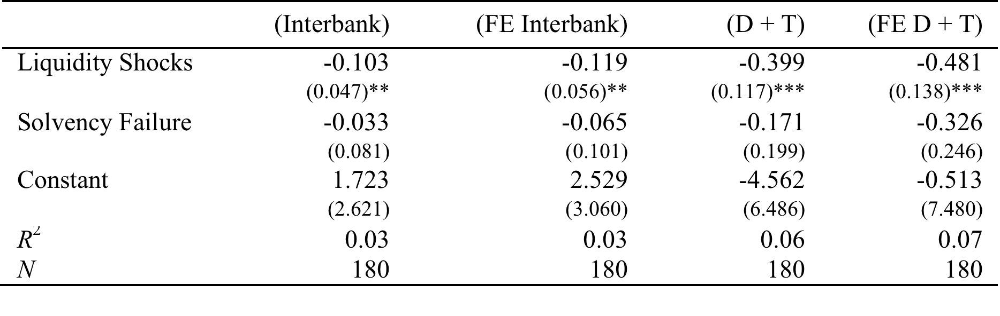 (Interbank) (FE Interbank) (D + T) (FE D + T)
Liquidity Shocks -0.103 -0.119 -0.399 -0.481
(0.047)** (0.056)** (0.117)*** (0.138)***
Solvency Failure -0.033 -0.065 -0.171 -0.326
(0.081) (0.101) (0.199) (0.246)
Constant 1.723 2.529 -4.562 -0.513
(2.621) (3.060) (6.486) (7.480)
R² 0.03 0.03 0.06 0.07
N 180 180 180 180